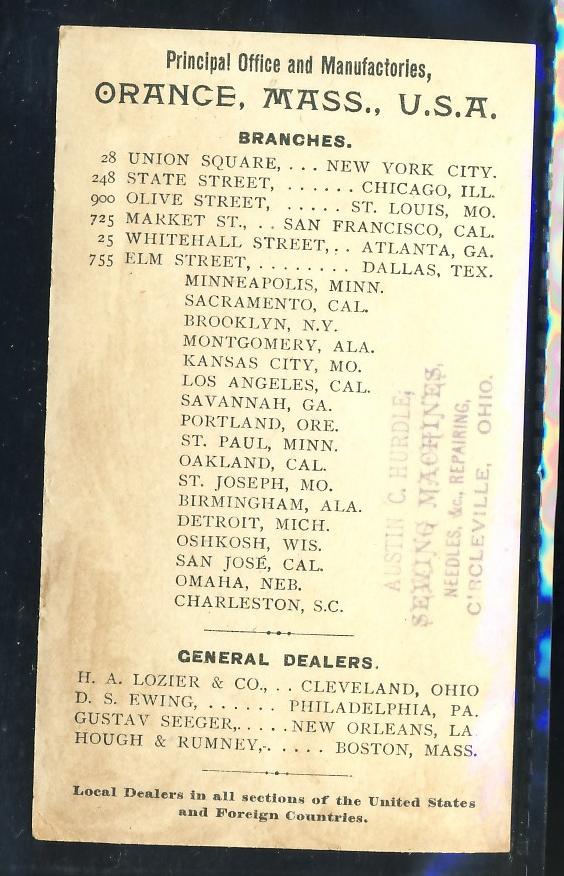 Principal Office and Manufactories,
ORANGE, MASS., U.S.A.
BRANCHES.
28 UNION SQUARE, . . . NEW YORK CITY.
248 STATE STREET, . . . . . . CHICAGO, ILL.
900 OLIVE STREET, . . . . . ST. LOUIS, MO.
725 MARKET ST., . . SAN FRANCISCO, CAL.
25 WHITEHALL STREET, . . ATLANTA, GA.
755 ELM STREET, . . . . . . . . DALLAS, TEX.
MINNEAPOLIS, MINN.
SACRAMENTO, CAL.
BROOKLYN, N.Y.
MONTGOMERY, ALA.
KANSAS CITY, MO.
LOS ANGELES, CAL.
SAVANNAH, GA.
PORTLAND, ORE.
ST. PAUL, MINN.
OAKLAND, CAL.
ST. JOSEPH, MO.
BIRMINGHAM, ALA.
DETROIT, MICH.
OSHKOSH, WIS.
SAN JOSÉ, CAL.
OMAHA, NEB.
CHARLESTON, S.C.
AUSTIN C. HURDLE,
SEWING MACHINES,
NEEDLES, &c., REPAIRING,
CIRCLEVILLE, OHIO.
GENERAL DEALERS.
H. A. LOZIER & CO., . . CLEVELAND, OHIO
D. S. EWING, . . . . . . PHILADELPHIA, PA.
GUSTAV SEEGER, . . . . . NEW ORLEANS, LA
HOUGH & RUMNEY, . . . . . BOSTON, MASS.
Local Dealers in all sections of the United States
and Foreign Countries.